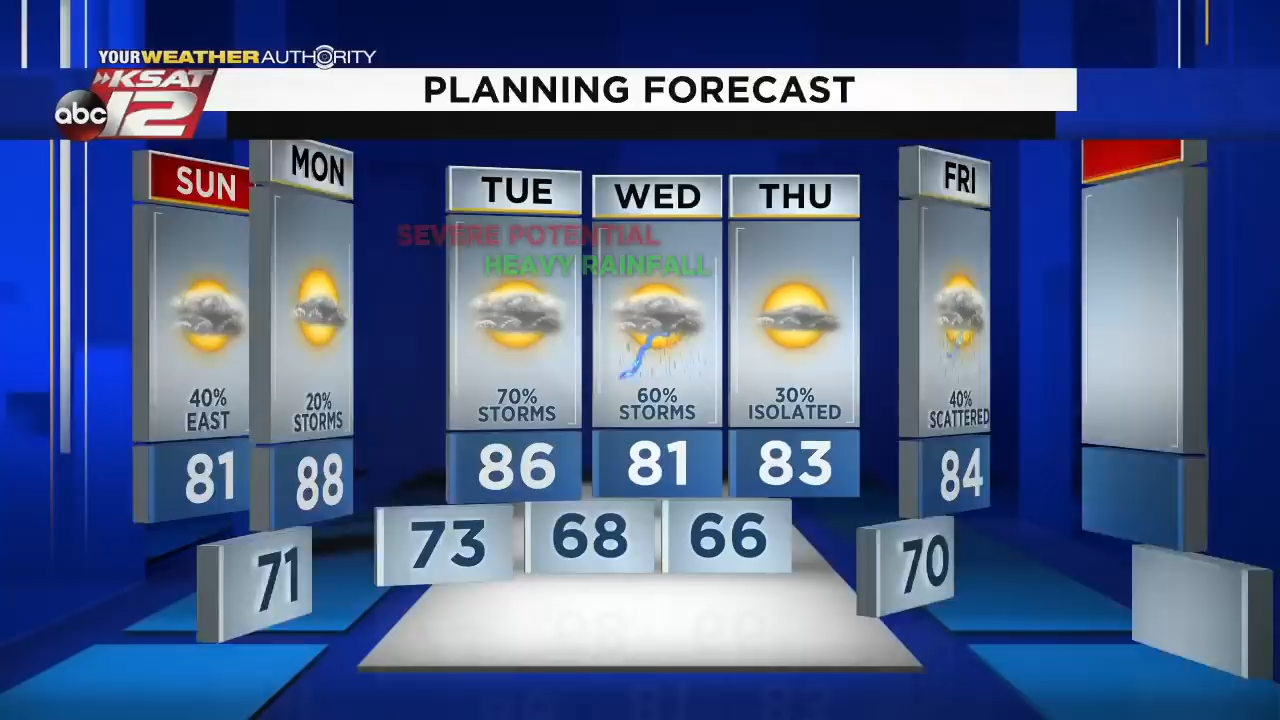 YOURWEATHERAUTHORITY
KSAT
abc 12
PLANNING FORECAST
SUN MON TUE WED THU FRI
SEVERE POTENTIAL
HEAVY RAINFALL
40% 20% 70% 60% 30% 40%
EAST STORMS STORMS STORMS ISOLATED SCATTERED
81 88 86 81 83 84
71 73 68 66 70